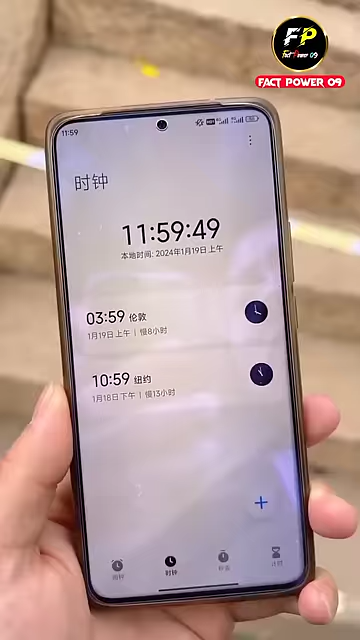 FP
Fact Power 09
FACT POWER 09
11:59
时钟
11:59:49
本地时间: 2024年1月19日 上午
03:59 伦敦
1月19日 上午 | 慢8小时
10:59 纽约
1月18日 下午 | 慢13小时
+
闹钟 时钟 秒表 计时